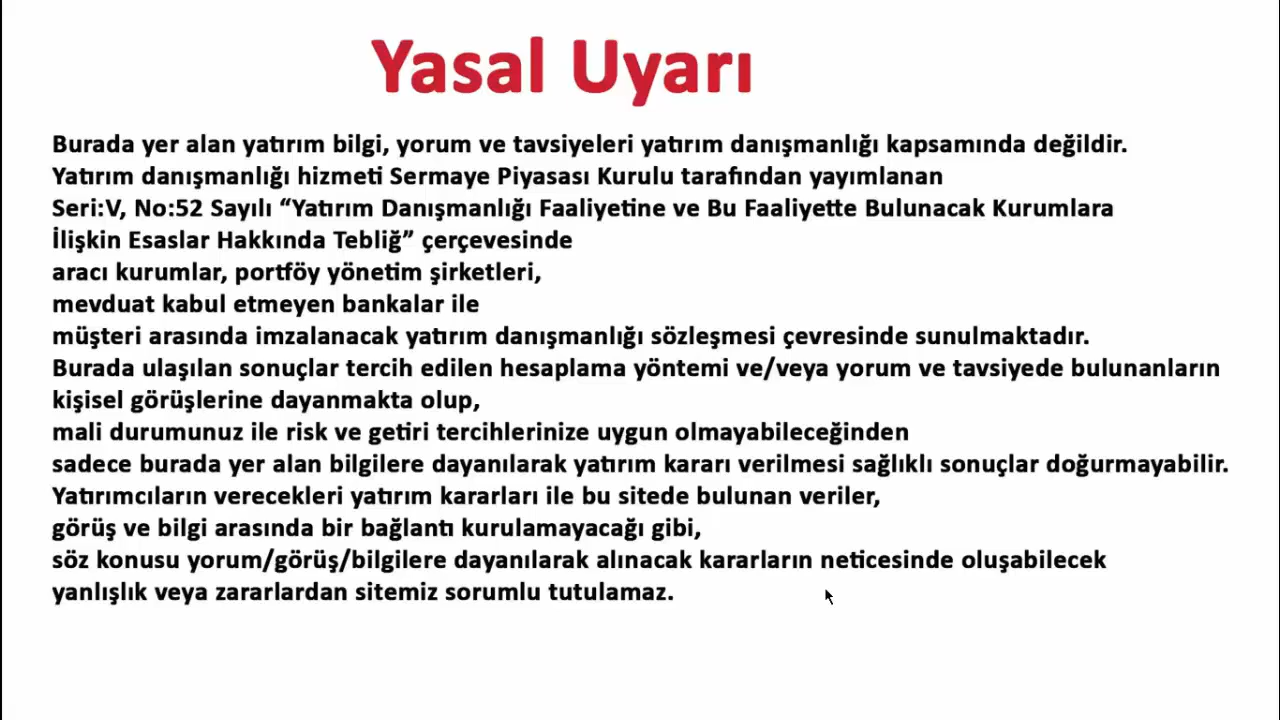 Yasal Uyarı
Burada yer alan yatırım bilgi, yorum ve tavsiyeleri yatırım danışmanlığı kapsamında değildir.
Yatırım danışmanlığı hizmeti Sermaye Piyasası Kurulu tarafından yayımlanan
Seri:V, No:52 Sayılı “Yatırım Danışmanlığı Faaliyetine ve Bu Faaliyette Bulunacak Kurumlara
İlişkin Esaslar Hakkında Tebliğ” çerçevesinde
aracı kurumlar, portföy yönetim şirketleri,
mevduat kabul etmeyen bankalar ile
müşteri arasında imzalanacak yatırım danışmanlığı sözleşmesi çevresinde sunulmaktadır.
Burada ulaşılan sonuçlar tercih edilen hesaplama yöntemi ve/veya yorum ve tavsiyede bulunanların
kişisel görüşlerine dayanmakta olup,
mali durumunuz ile risk ve getiri tercihlerinize uygun olmayabileceğinden
sadece burada yer alan bilgilere dayanılarak yatırım kararı verilmesi sağlıklı sonuçlar doğurmayabilir.
Yatırımcıların verecekleri yatırım kararları ile bu sitede bulunan veriler,
görüş ve bilgi arasında bir bağlantı kurulamayacağı gibi,
söz konusu yorum/görüş/bilgilere dayanılarak alınacak kararların neticesinde oluşabilecek
yanlışlık veya zararlardan sitemiz sorumlu tutulamaz.